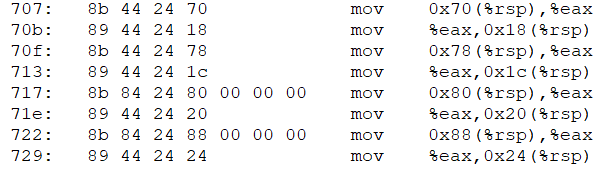 707: 8b 44 24 70 mov 0x70(%rsp),%eax
70b: 89 44 24 18 mov %eax,0x18(%rsp)
70f: 8b 44 24 78 mov 0x78(%rsp),%eax
713: 89 44 24 1c mov %eax,0x1c(%rsp)
717: 8b 84 24 80 00 00 00 mov 0x80(%rsp),%eax
71e: 89 44 24 20 mov %eax,0x20(%rsp)
722: 8b 84 24 88 00 00 00 mov 0x88(%rsp),%eax
729: 89 44 24 24 mov %eax,0x24(%rsp)